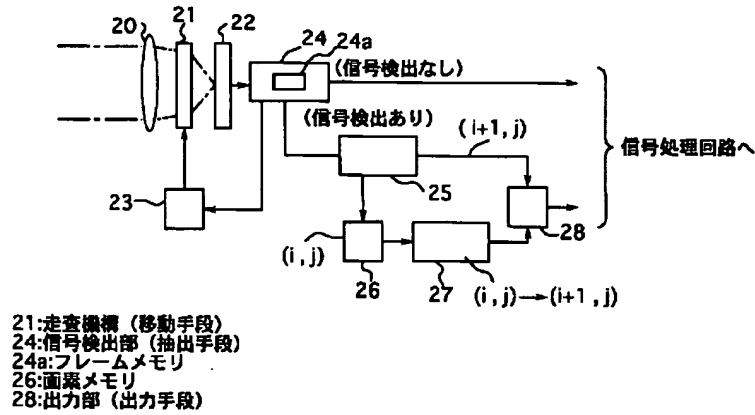 20
21
22
24
24a
(信号検出なし)
(信号検出あり)
(i+1,j)
信号処理回路へ
23
25
(i,j)
26
27
28
(i,j)→(i+1,j)
21:走査機構(移動手段)
24:信号検出部(抽出手段)
24a:フレームメモリ
26:画素メモリ
28:出力部(出力手段)